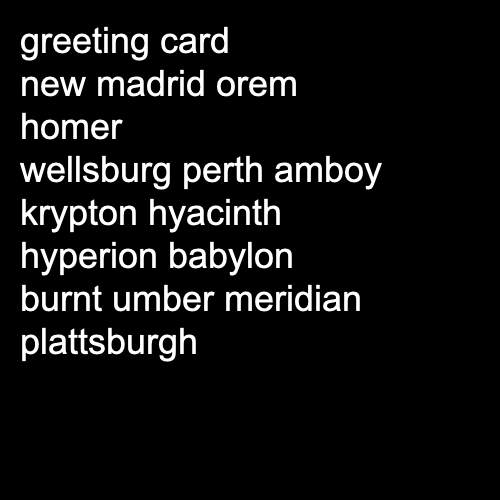 greeting card
new madrid orem
homer
wellsburg perth amboy
krypton hyacinth
hyperion babylon
burnt umber meridian
plattsburgh